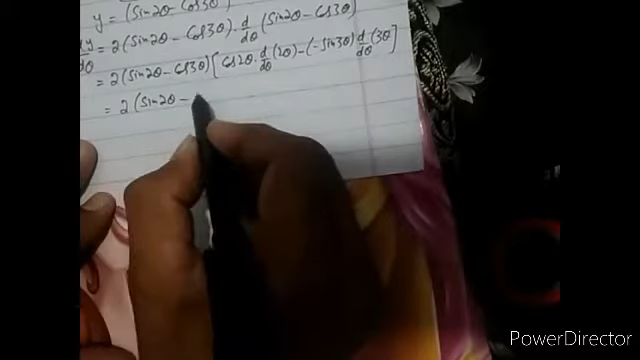 y = (sin2θ - cos3θ)²
dy/dθ = 2(sin2θ - cos3θ) · d/dθ (sin2θ - cos3θ)
= 2(sin2θ - cos3θ) [cos2θ · d/dθ (2θ) - (-sin3θ) d/dθ (3θ)]
= 2(sin2θ -
PowerDirector